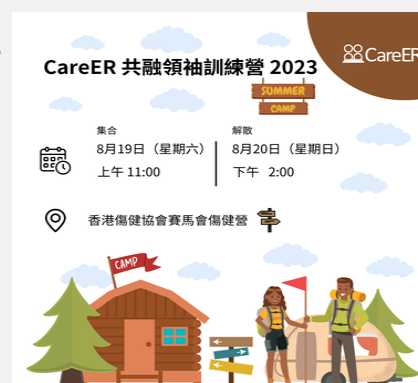 CareER
CareER 共融領袖訓練營 2023
SUMMER
CAMP
集合
8月19日（星期六）
上午 11:00
解散
8月20日（星期日）
下午 2:00
香港傷健協會賽馬會傷健營
CAMP